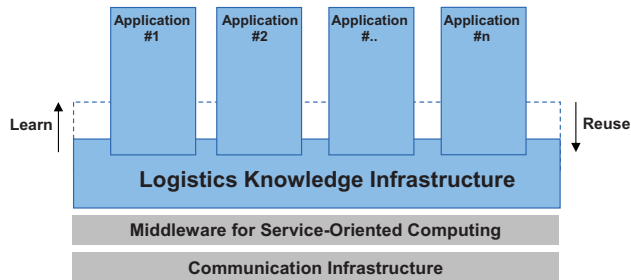 Application
#1
Application
#2
Application
#..
Application
#n
Learn
Reuse
Logistics Knowledge Infrastructure
Middleware for Service-Oriented Computing
Communication Infrastructure